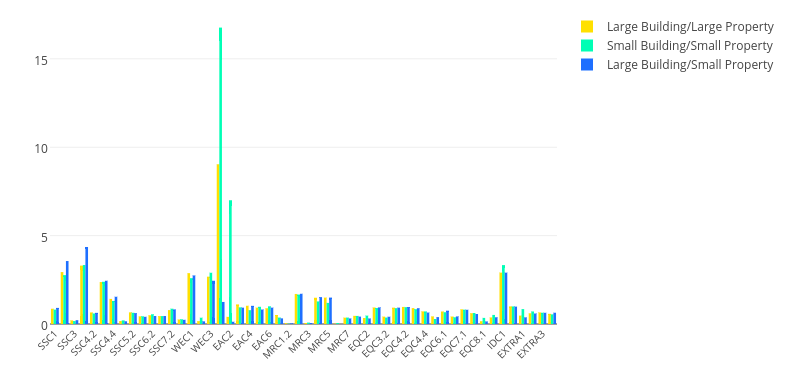 Large Building/Large Property
Small Building/Small Property
Large Building/Small Property
15
10
5
0
SSC1
SSC3
SSC4.2
SSC4.4
SSC5.2
SSC6.2
SSC7.2
WEC1
WEC3
EAC2
EAC4
EAC6
MRC1.2
MRC3
MRC5
MRC7
EQC2
EQC3.2
EQC4.2
EQC4.4
EQC6.1
EQC7.1
EQC8.1
IDC1
EXTRA1
EXTRA3